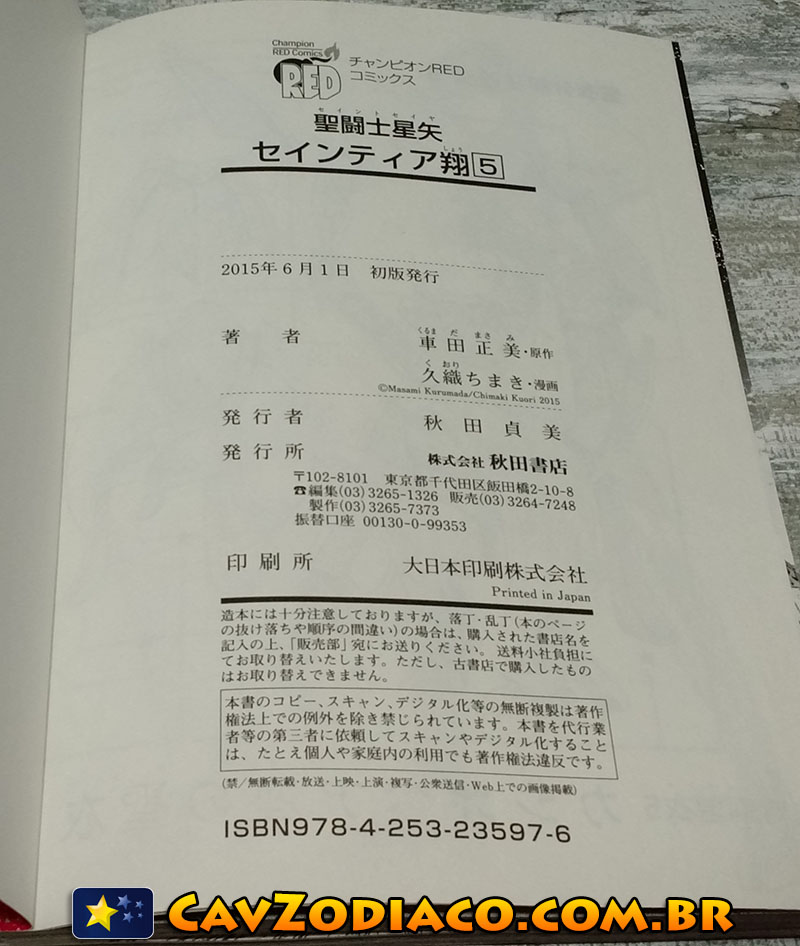 Champion
RED Comics
RED
チャンピオンRED
コミックス
セイントセイヤ
聖闘士星矢
しょう
セインティア翔5
2015年6月1日 初版発行
くるま だ まさ み
著者 車田正美・原作
く おり
久織ちまき・漫画
©Masami Kurumada/Chimaki Kuori 2015
発行者 秋田貞美
発行所 株式会社 秋田書店
〒102-8101 東京都千代田区飯田橋2-10-8
☎編集(03)3265-1326 販売(03)3264-7248
製作(03)3265-7373
振替口座 00130-0-99353
印刷所 大日本印刷株式会社
Printed in Japan
造本には十分注意しておりますが、落丁・乱丁(本のページ
の抜け落ちや順序の間違い)の場合は、購入された書店名を
記入の上、「販売部」宛にお送りください。送料小社負担に
てお取り替えいたします。ただし、古書店で購入したもの
はお取り替えできません。
本書のコピー、スキャン、デジタル化等の無断複製は著作
権法上での例外を除き禁じられています。本書を代行業
者等の第三者に依頼してスキャンやデジタル化すること
は、たとえ個人や家庭内の利用でも著作権法違反です。
(禁/無断転載・放送・上映・上演・複写・公衆送信・Web上での画像掲載)
ISBN978-4-253-23597-6
CavZodiaco.com.br